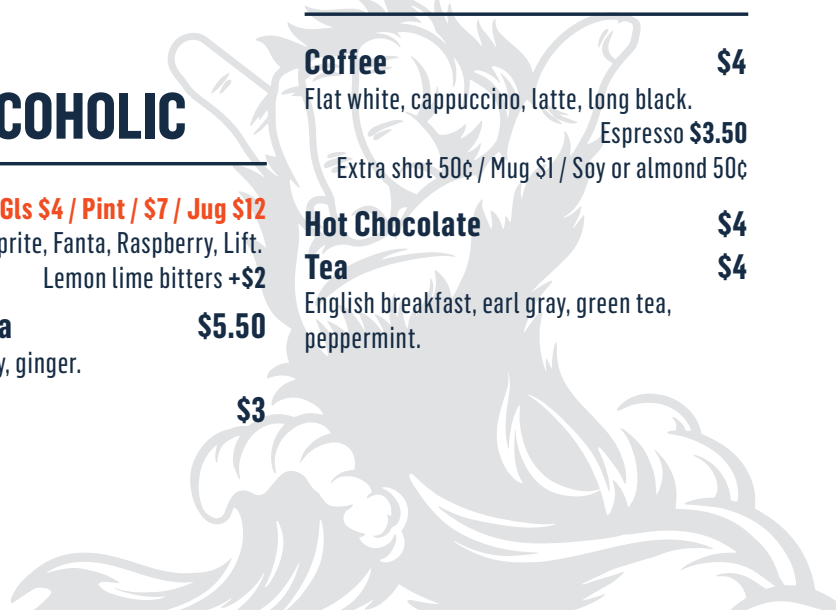 COHOLIC
Gls $4 / Pint / $7 / Jug $12
prite, Fanta, Raspberry, Lift.
Lemon lime bitters +$2
a $5.50
y, ginger.
$3
Coffee $4
Flat white, cappuccino, latte, long black.
Espresso $3.50
Extra shot 50¢ / Mug $1 / Soy or almond 50¢
Hot Chocolate $4
Tea $4
English breakfast, earl gray, green tea,
peppermint.